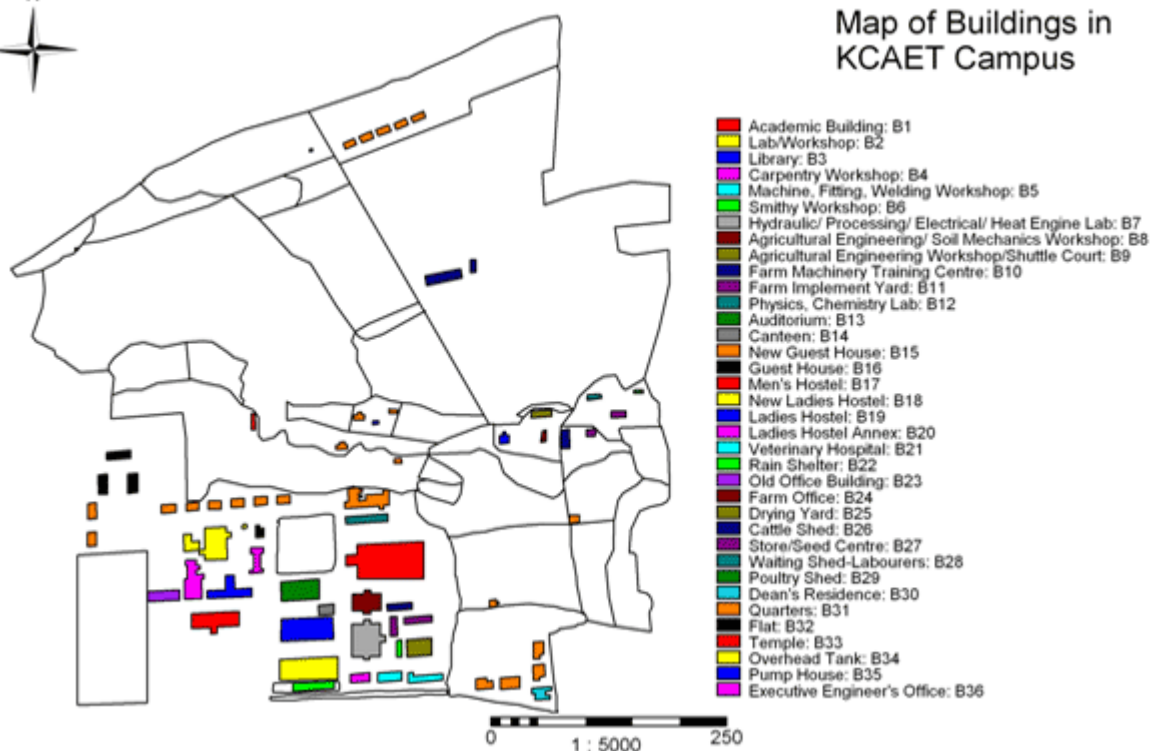 Map of Buildings in
KCAET Campus
Academic Building: B1
Lab/Workshop: B2
Library: B3
Carpentry Workshop: B4
Machine, Fitting, Welding Workshop: B5
Smithy Workshop: B6
Hydraulic/ Processing/ Electrical/ Heat Engine Lab: B7
Agricultural Engineering/ Soil Mechanics Workshop: B8
Agricultural Engineering Workshop/Shuttle Court: B9
Farm Machinery Training Centre: B10
Farm Implement Yard: B11
Physics, Chemistry Lab: B12
Auditorium: B13
Canteen: B14
New Guest House: B15
Guest House: B16
Men's Hostel: B17
New Ladies Hostel: B18
Ladies Hostel: B19
Ladies Hostel Annex: B20
Veterinary Hospital: B21
Rain Shelter: B22
Old Office Building: B23
Farm Office: B24
Drying Yard: B25
Cattle Shed: B26
Store/Seed Centre: B27
Waiting Shed-Labourers: B28
Poultry Shed: B29
Dean's Residence: B30
Quarters: B31
Flat: B32
Temple: B33
Overhead Tank: B34
Pump House: B35
Executive Engineer's Office: B36
0 250
1 : 5000